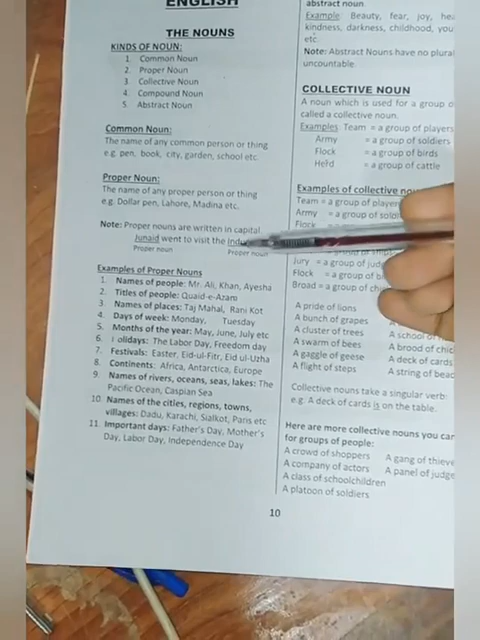 ENGLISH
THE NOUNS
KINDS OF NOUN:
1. Common Noun
2. Proper Noun
3. Collective Noun
4. Compound Noun
5. Abstract Noun
Common Noun:
The name of any common person or thing
e.g. pen, book, city, garden, school etc.
Proper Noun:
The name of any proper person or thing
e.g. Dollar pen, Lahore, Madina etc.
Note: Proper nouns are written in capital.
Junaid went to visit the
Proper noun Proper noun
Examples of Proper Nouns
1. Names of people: Mr. Ali, Khan, Ayesha
2. Titles of people: Quaid-e-Azam
3. Names of places: Taj Mahal, Rani Kot
4. Days of week: Monday, Tuesday
5. Months of the year: May, June, July etc
6. Holidays: The Labor Day, Freedom day
7. Festivals: Easter, Eid-ul-Fitr, Eid ul-Uzha
8. Continents: Africa, Antarctica, Europe
9. Names of rivers, oceans, seas, lakes: The
Pacific Ocean, Caspian Sea
10. Names of the cities, regions, towns,
villages: Dadu, Karachi, Sialkot, Paris etc
11. Important days: Father's Day, Mother's
Day, Labor Day, Independence Day
abstract noun
Example: Beauty, fear, joy,
kindness, darkness, childhood,
etc.
Note: Abstract Nouns have no
uncountable.
COLLECTIVE NOUN
A noun which is used for a group
called a collective noun.
Examples: Team = a group of players
Army = a group of soldiers
Flock = a group of birds
Herd = a group of cattle
Examples of collective
Team = a group of
Army = a group of
Flock
Jury = a group of
Flock = a group of
Broad = a group of
A pride of lions
A bunch of grapes
A cluster of trees A school
A swarm of bees A brood of
A gaggle of geese A deck of cards
A flight of steps A string of
Collective nouns take a singular verb:
e.g. A deck of cards is on the table.
Here are more collective nouns you can
for groups of people:
A crowd of shoppers A gang of
A company of actors A panel of
A class of schoolchildren
A platoon of soldiers
10